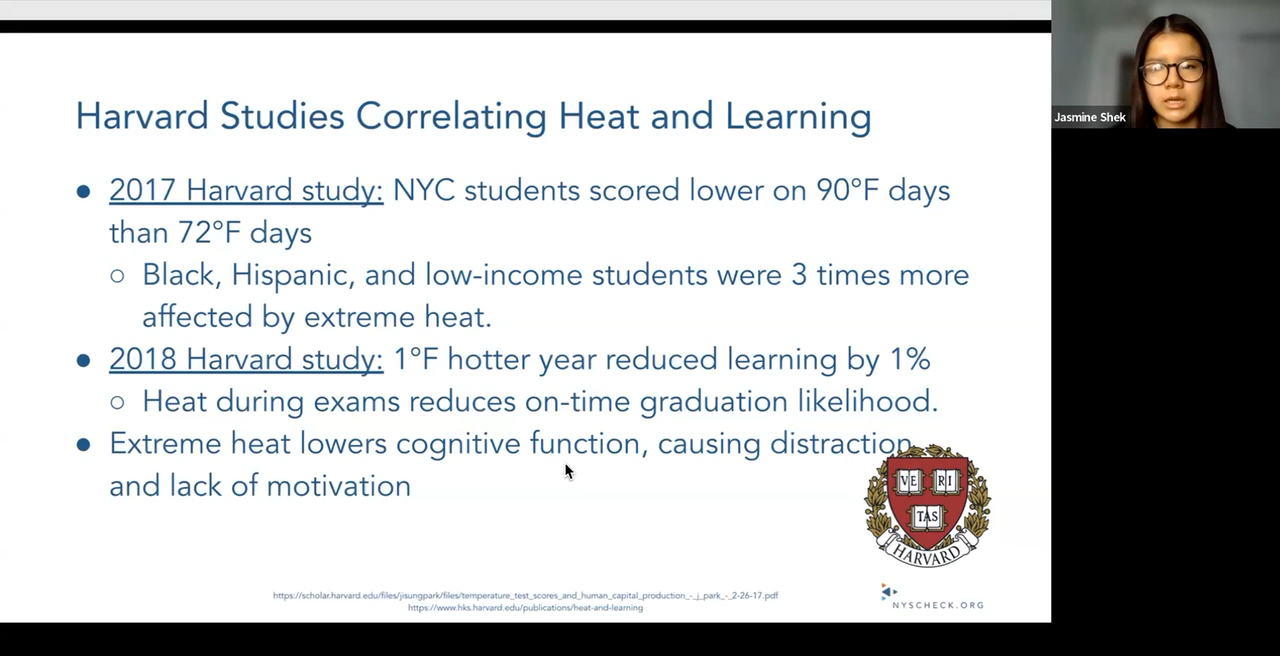 Harvard Studies Correlating Heat and Learning
● 2017 Harvard study: NYC students scored lower on 90°F days
than 72°F days
○ Black, Hispanic, and low-income students were 3 times more
affected by extreme heat.
● 2018 Harvard study: 1°F hotter year reduced learning by 1%
○ Heat during exams reduces on-time graduation likelihood.
● Extreme heat lowers cognitive function, causing distraction
and lack of motivation
VE RI
TAS
HARVARD
https://scholar.harvard.edu/files/jisungpark/files/temperature_test_scores_and_human_capital_production_-_j_park_-_2-26-17.pdf
https://www.hks.harvard.edu/publications/heat-and-learning
NYSCHECK.ORG
Jasmine Shek